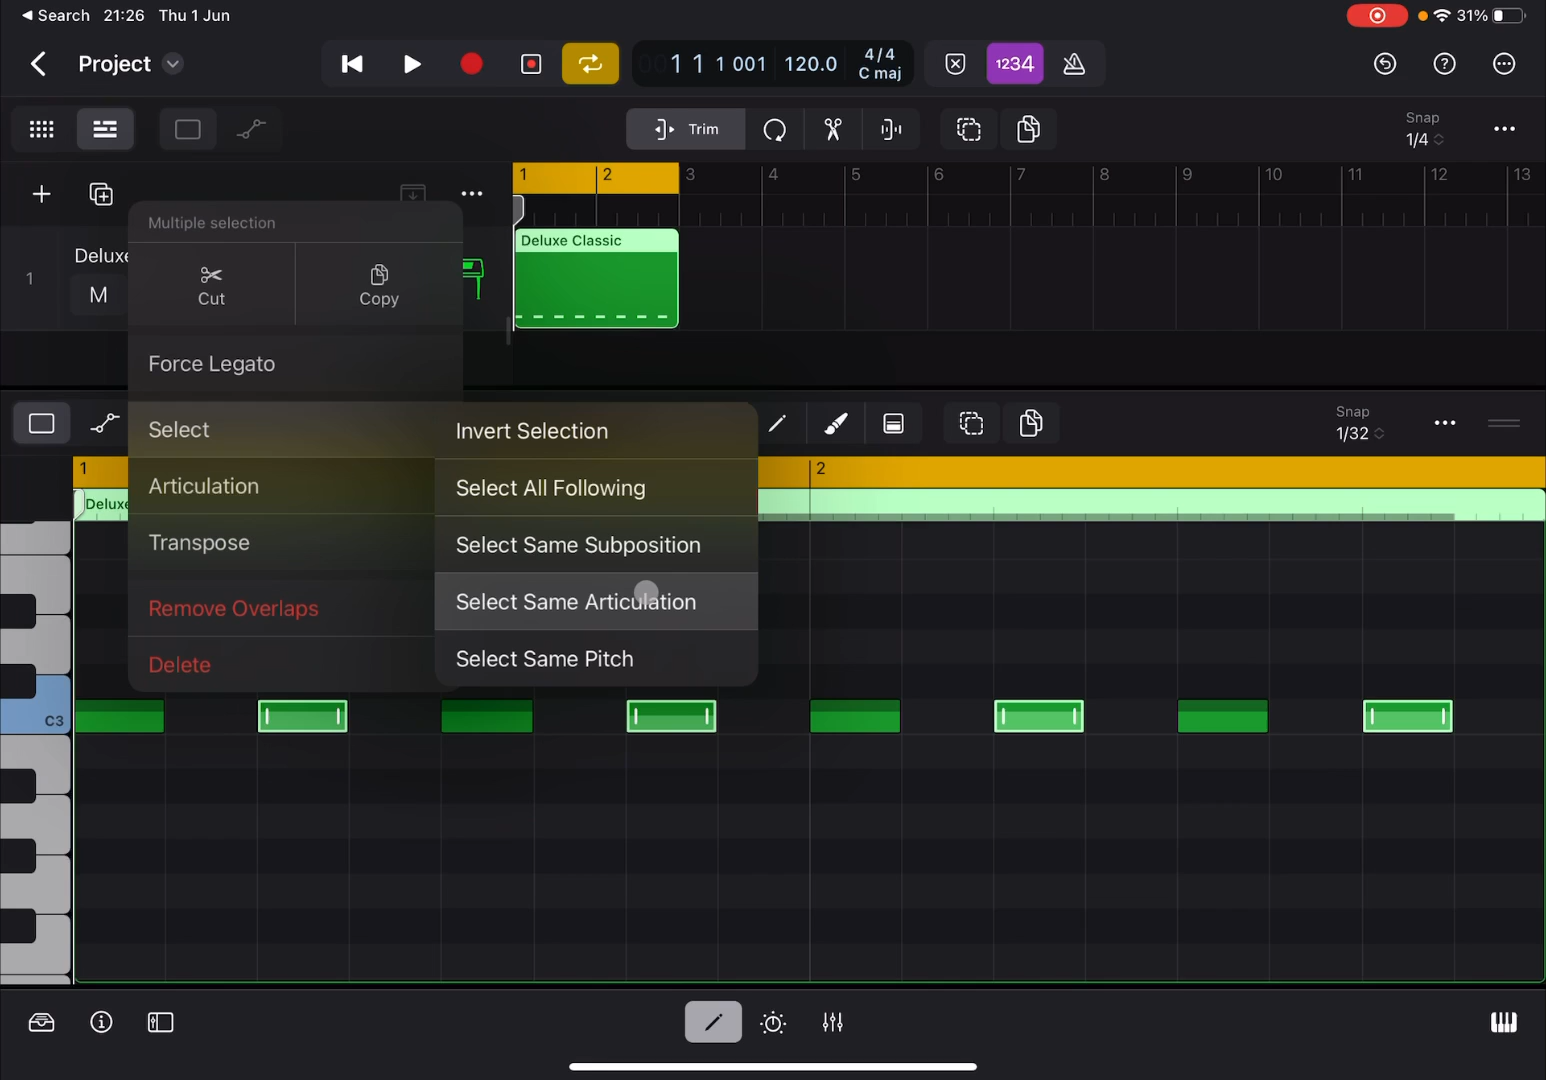 Search 21:26 Thu 1 Jun
31%
Project
00 1 1 1 001 120.0 4/4 C maj
1234
Trim
Snap
1/4
1 2 3 4 5 6 7 8 9 10 11 12 13
Multiple selection
1
Deluxe
M
Cut
Copy
Deluxe Classic
Force Legato
Select
Articulation
Transpose
Remove Overlaps
Delete
Invert Selection
Select All Following
Select Same Subposition
Select Same Articulation
Select Same Pitch
Snap
1/32
1 2
Deluxe
C3